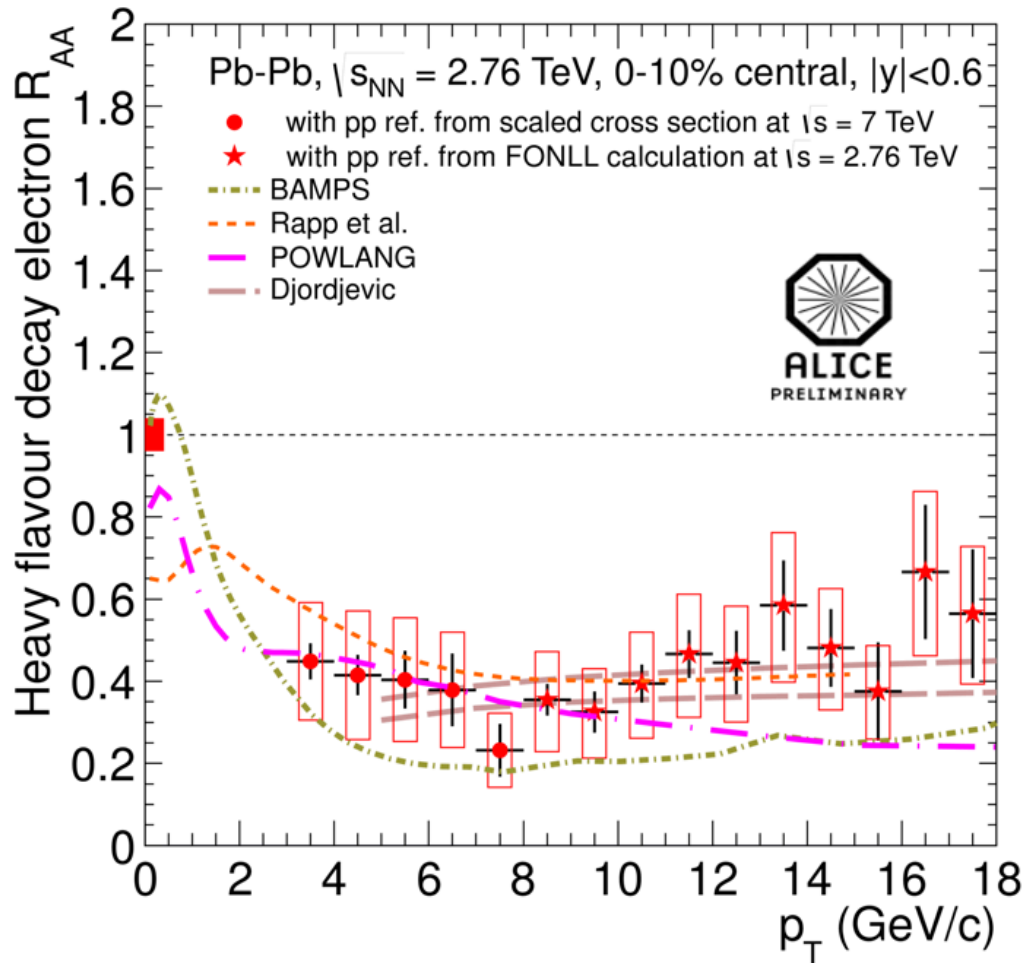 Heavy flavour decay electron R_AA
2
1.8
1.6
1.4
1.2
1
0.8
0.6
0.4
0.2
0
Pb-Pb, √s_NN = 2.76 TeV, 0-10% central, |y|<0.6
with pp ref. from scaled cross section at √s = 7 TeV
with pp ref. from FONLL calculation at √s = 2.76 TeV
BAMPS
Rapp et al.
POWLANG
Djordjevic
ALICE
PRELIMINARY
0 2 4 6 8 10 12 14 16 18
p_T (GeV/c)